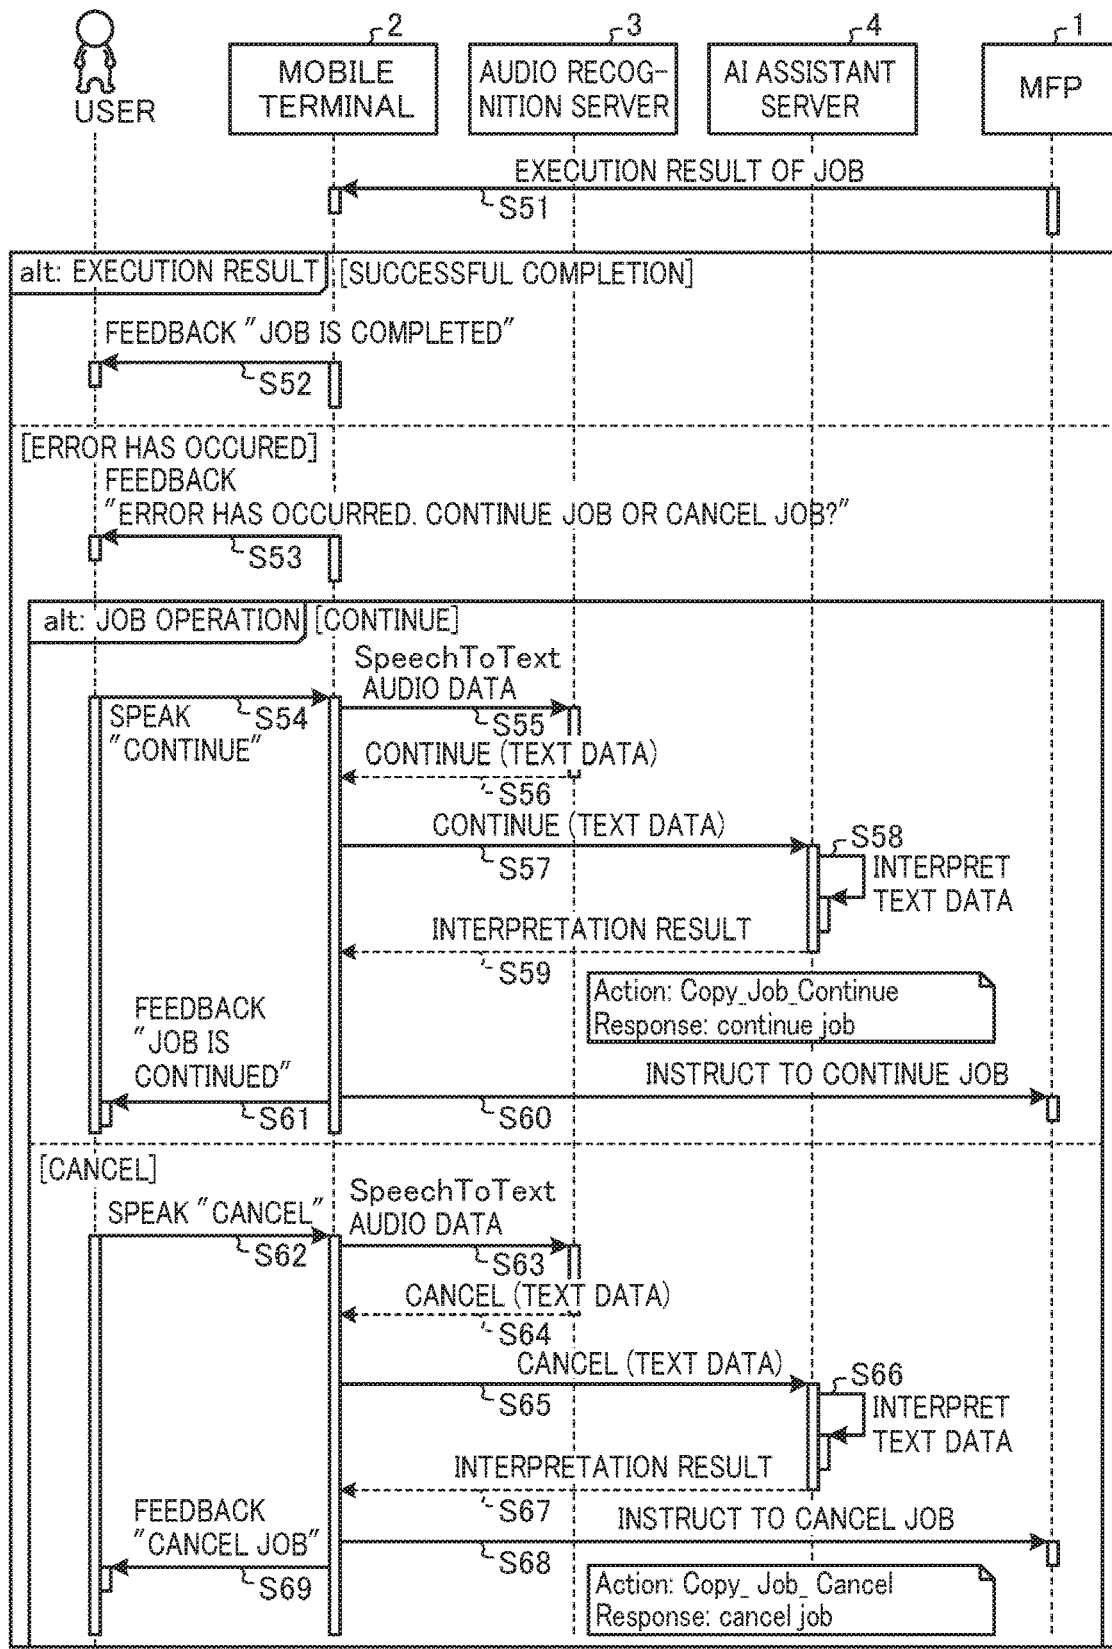 2
3
4
1
USER
MOBILE
TERMINAL
AUDIO RECOG-
NITION SERVER
AI ASSISTANT
SERVER
MFP
EXECUTION RESULT OF JOB
S51
alt: EXECUTION RESULT
[SUCCESSFUL COMPLETION]
FEEDBACK "JOB IS COMPLETED"
S52
[ERROR HAS OCCURED]
FEEDBACK
"ERROR HAS OCCURRED. CONTINUE JOB OR CANCEL JOB?"
S53
alt: JOB OPERATION
[CONTINUE]
SpeechToText
AUDIO DATA
S54
SPEAK
"CONTINUE"
S55
CONTINUE (TEXT DATA)
S56
CONTINUE (TEXT DATA)
S57
S58
INTERPRET
TEXT DATA
INTERPRETATION RESULT
S59
Action: Copy_Job_Continue
Response: continue job
FEEDBACK
"JOB IS
CONTINUED"
INSTRUCT TO CONTINUE JOB
S61
S60
[CANCEL]
SPEAK "CANCEL"
SpeechToText
AUDIO DATA
S62
S63
CANCEL (TEXT DATA)
S64
CANCEL (TEXT DATA)
S65
S66
INTERPRET
TEXT DATA
INTERPRETATION RESULT
S67
FEEDBACK
"CANCEL JOB"
INSTRUCT TO CANCEL JOB
S69
S68
Action: Copy_ Job_ Cancel
Response: cancel job